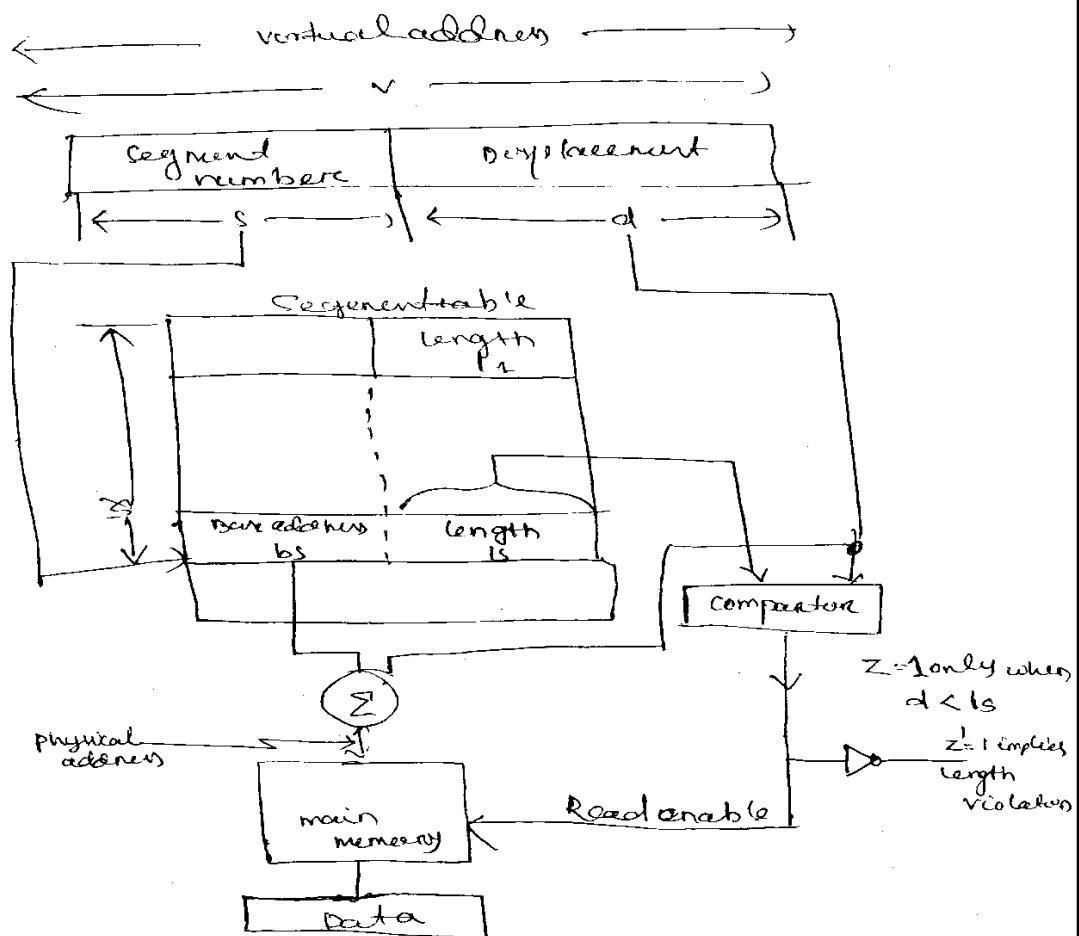 virtual address
v
Segment
number
Displacement
s
d
Segment table
length
l1
s
Base address
bs
length
ls
comparator
Z=1 only when
d < ls
Σ
physical
address
z'=1 implies
length
violation
Read enable
main
memory
Data